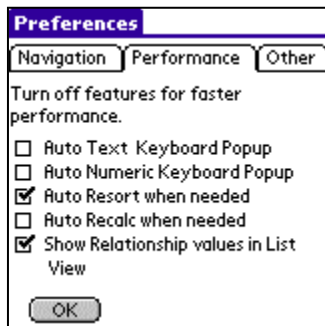 Preferences
Navigation Performance Other
Turn off features for faster
performance.
Auto Text Keyboard Popup
Auto Numeric Keyboard Popup
Auto Resort when needed
Auto Recalc when needed
Show Relationship values in List
View
OK